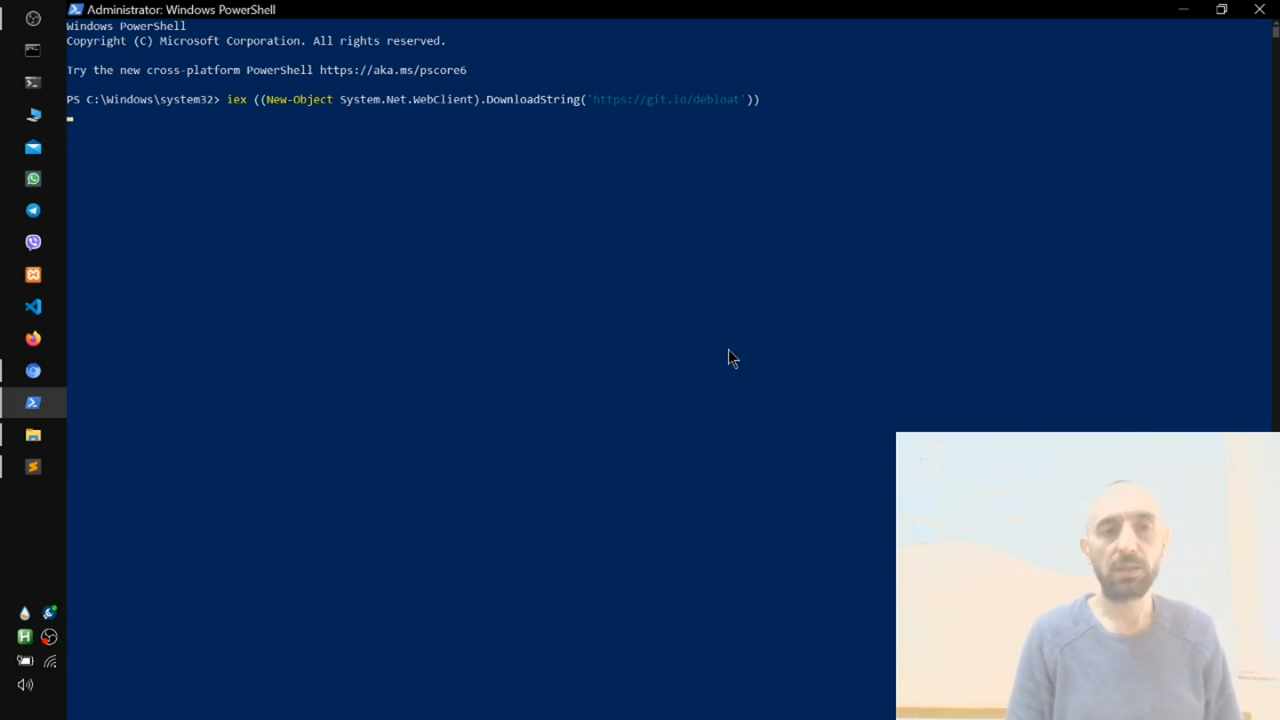 Administrator: Windows PowerShell
Windows PowerShell
Copyright (C) Microsoft Corporation. All rights reserved.
Try the new cross-platform PowerShell https://aka.ms/pscore6
PS C:\Windows\system32> iex ((New-Object System.Net.WebClient).DownloadString('https://git.io/debloat'))